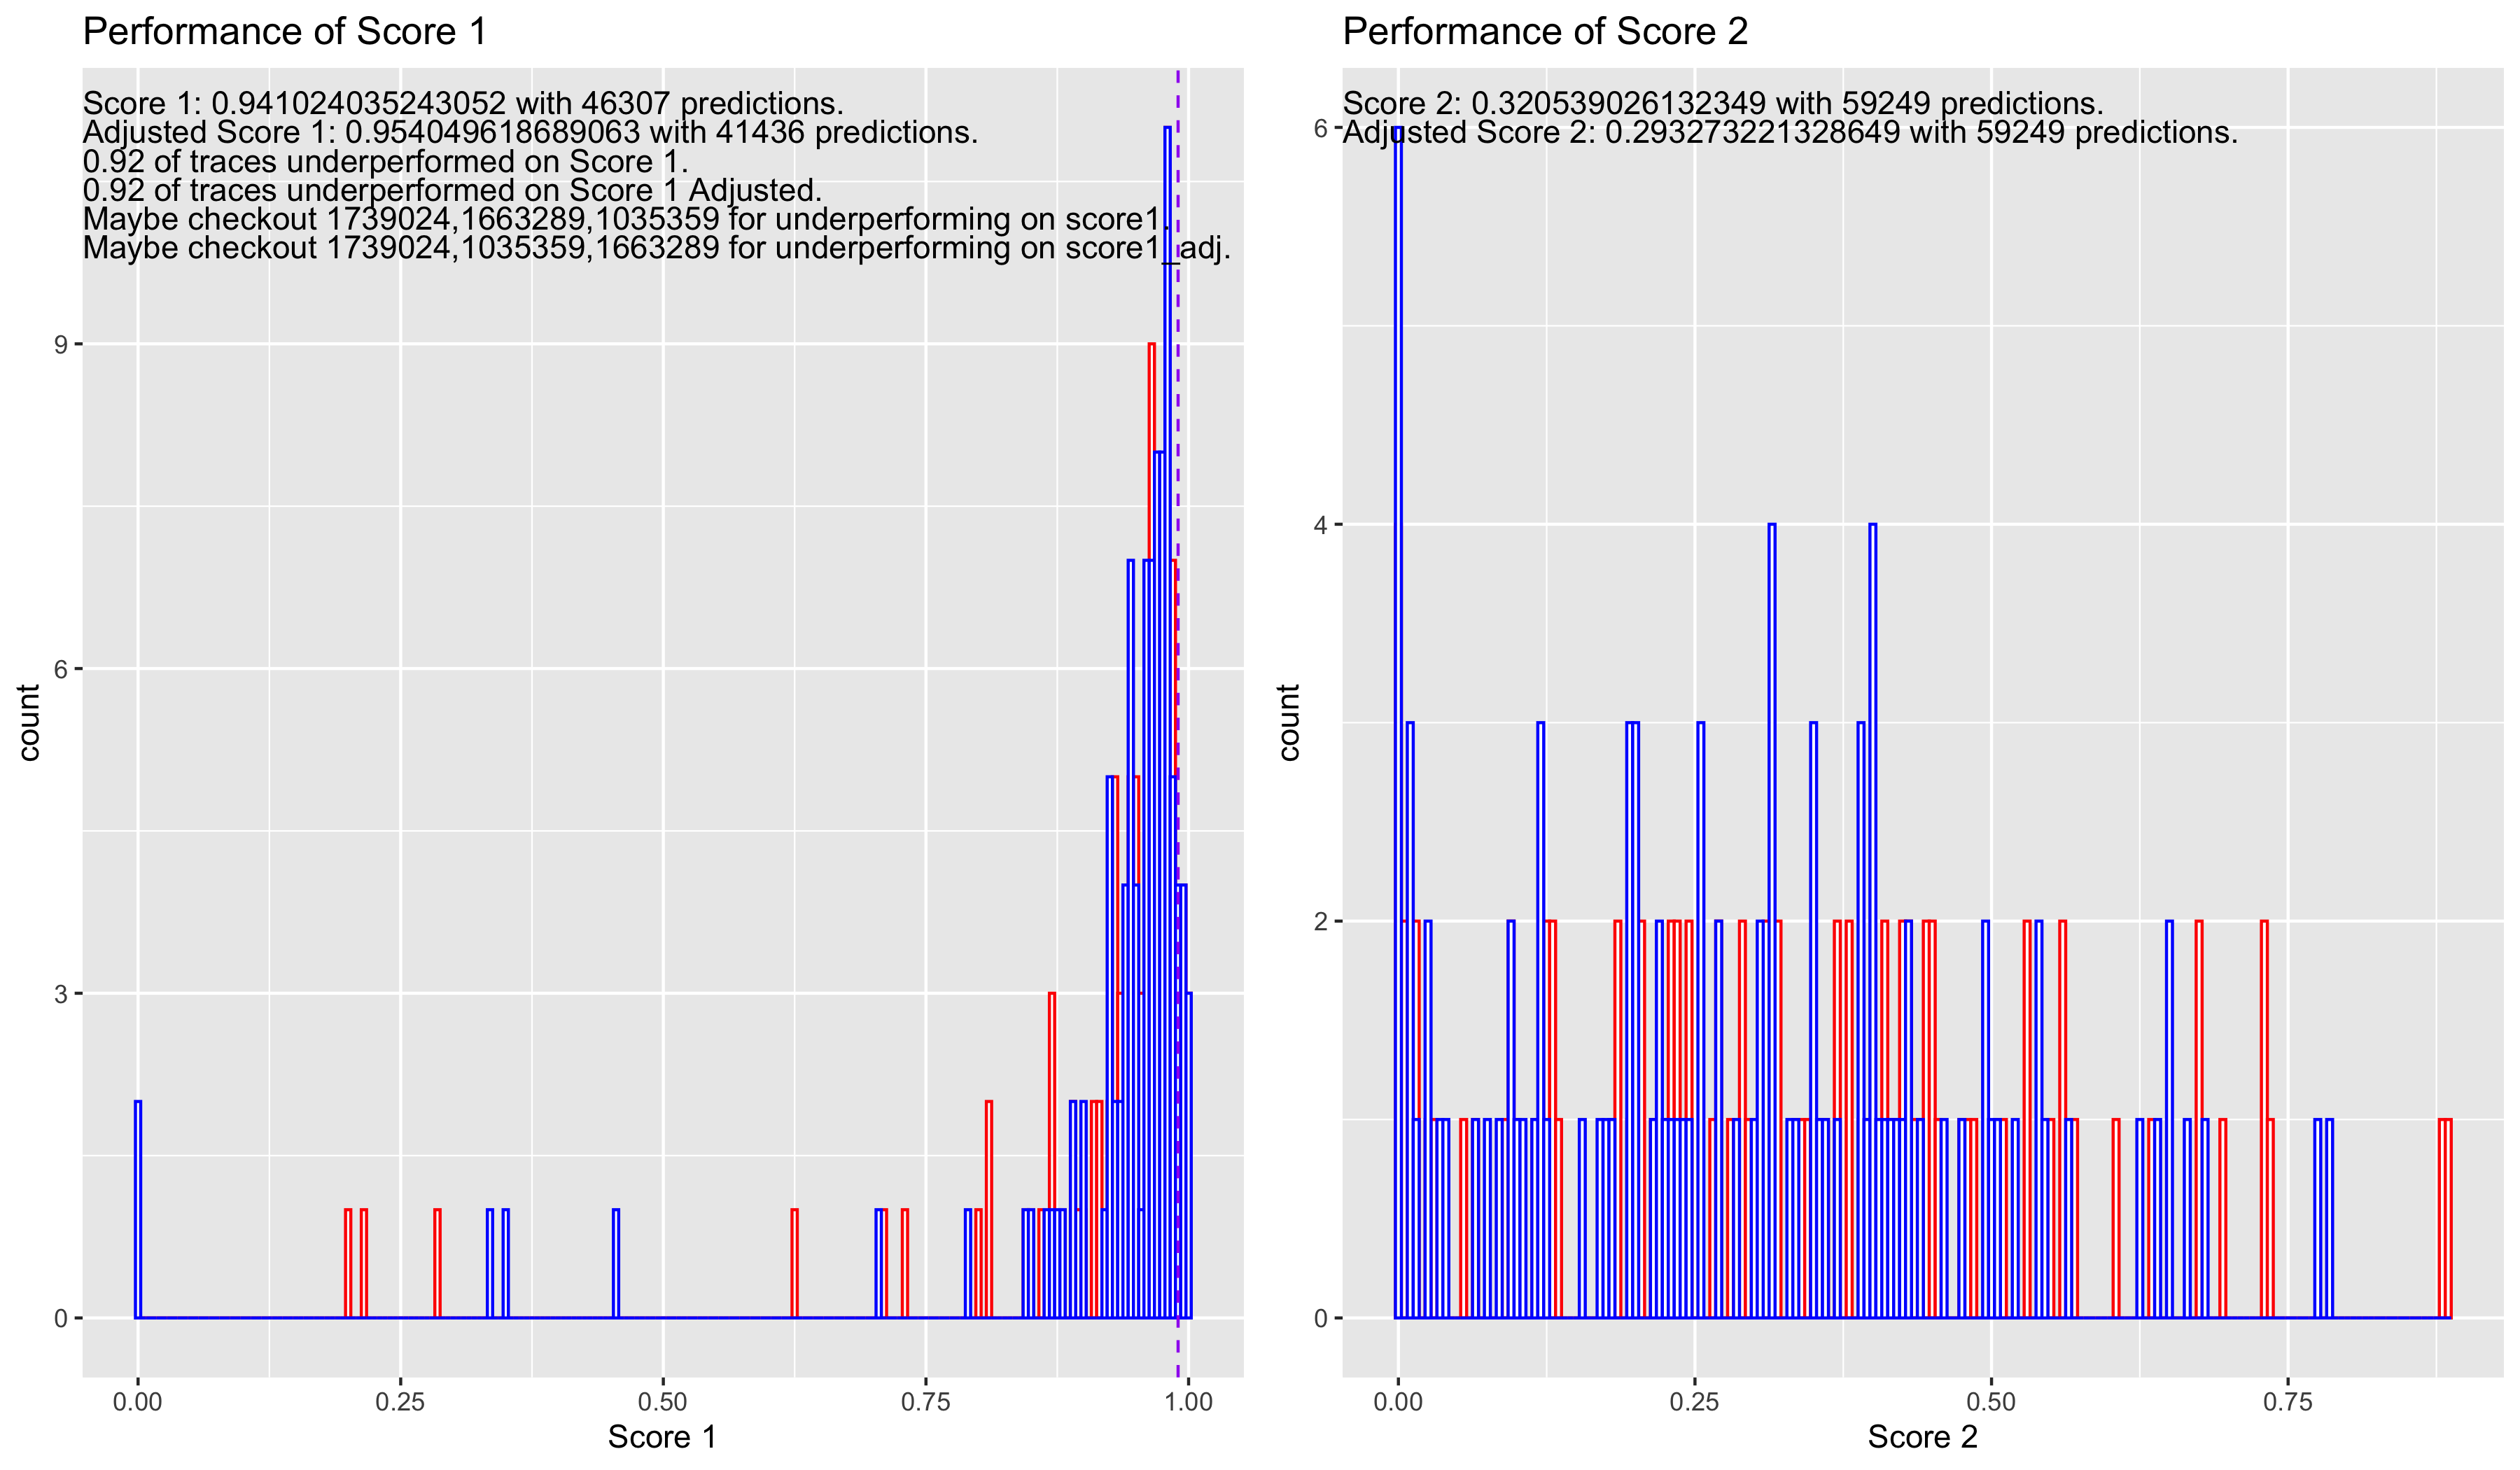 Performance of Score 1
Score 1: 0.941024035243052 with 46307 predictions.
Adjusted Score 1: 0.954049618689063 with 41436 predictions.
0.92 of traces underperformed on Score 1.
0.92 of traces underperformed on Score 1 Adjusted.
Maybe checkout 1739024,1663289,1035359 for underperforming on score1.
Maybe checkout 1739024,1035359,1663289 for underperforming on score1_adj.
9
6
3
0
count
0.00 0.25 0.50 0.75 1.00
Score 1
Performance of Score 2
Score 2: 0.320539026132349 with 59249 predictions.
Adjusted Score 2: 0.293273221328649 with 59249 predictions.
6
4
2
0
count
0.00 0.25 0.50 0.75
Score 2